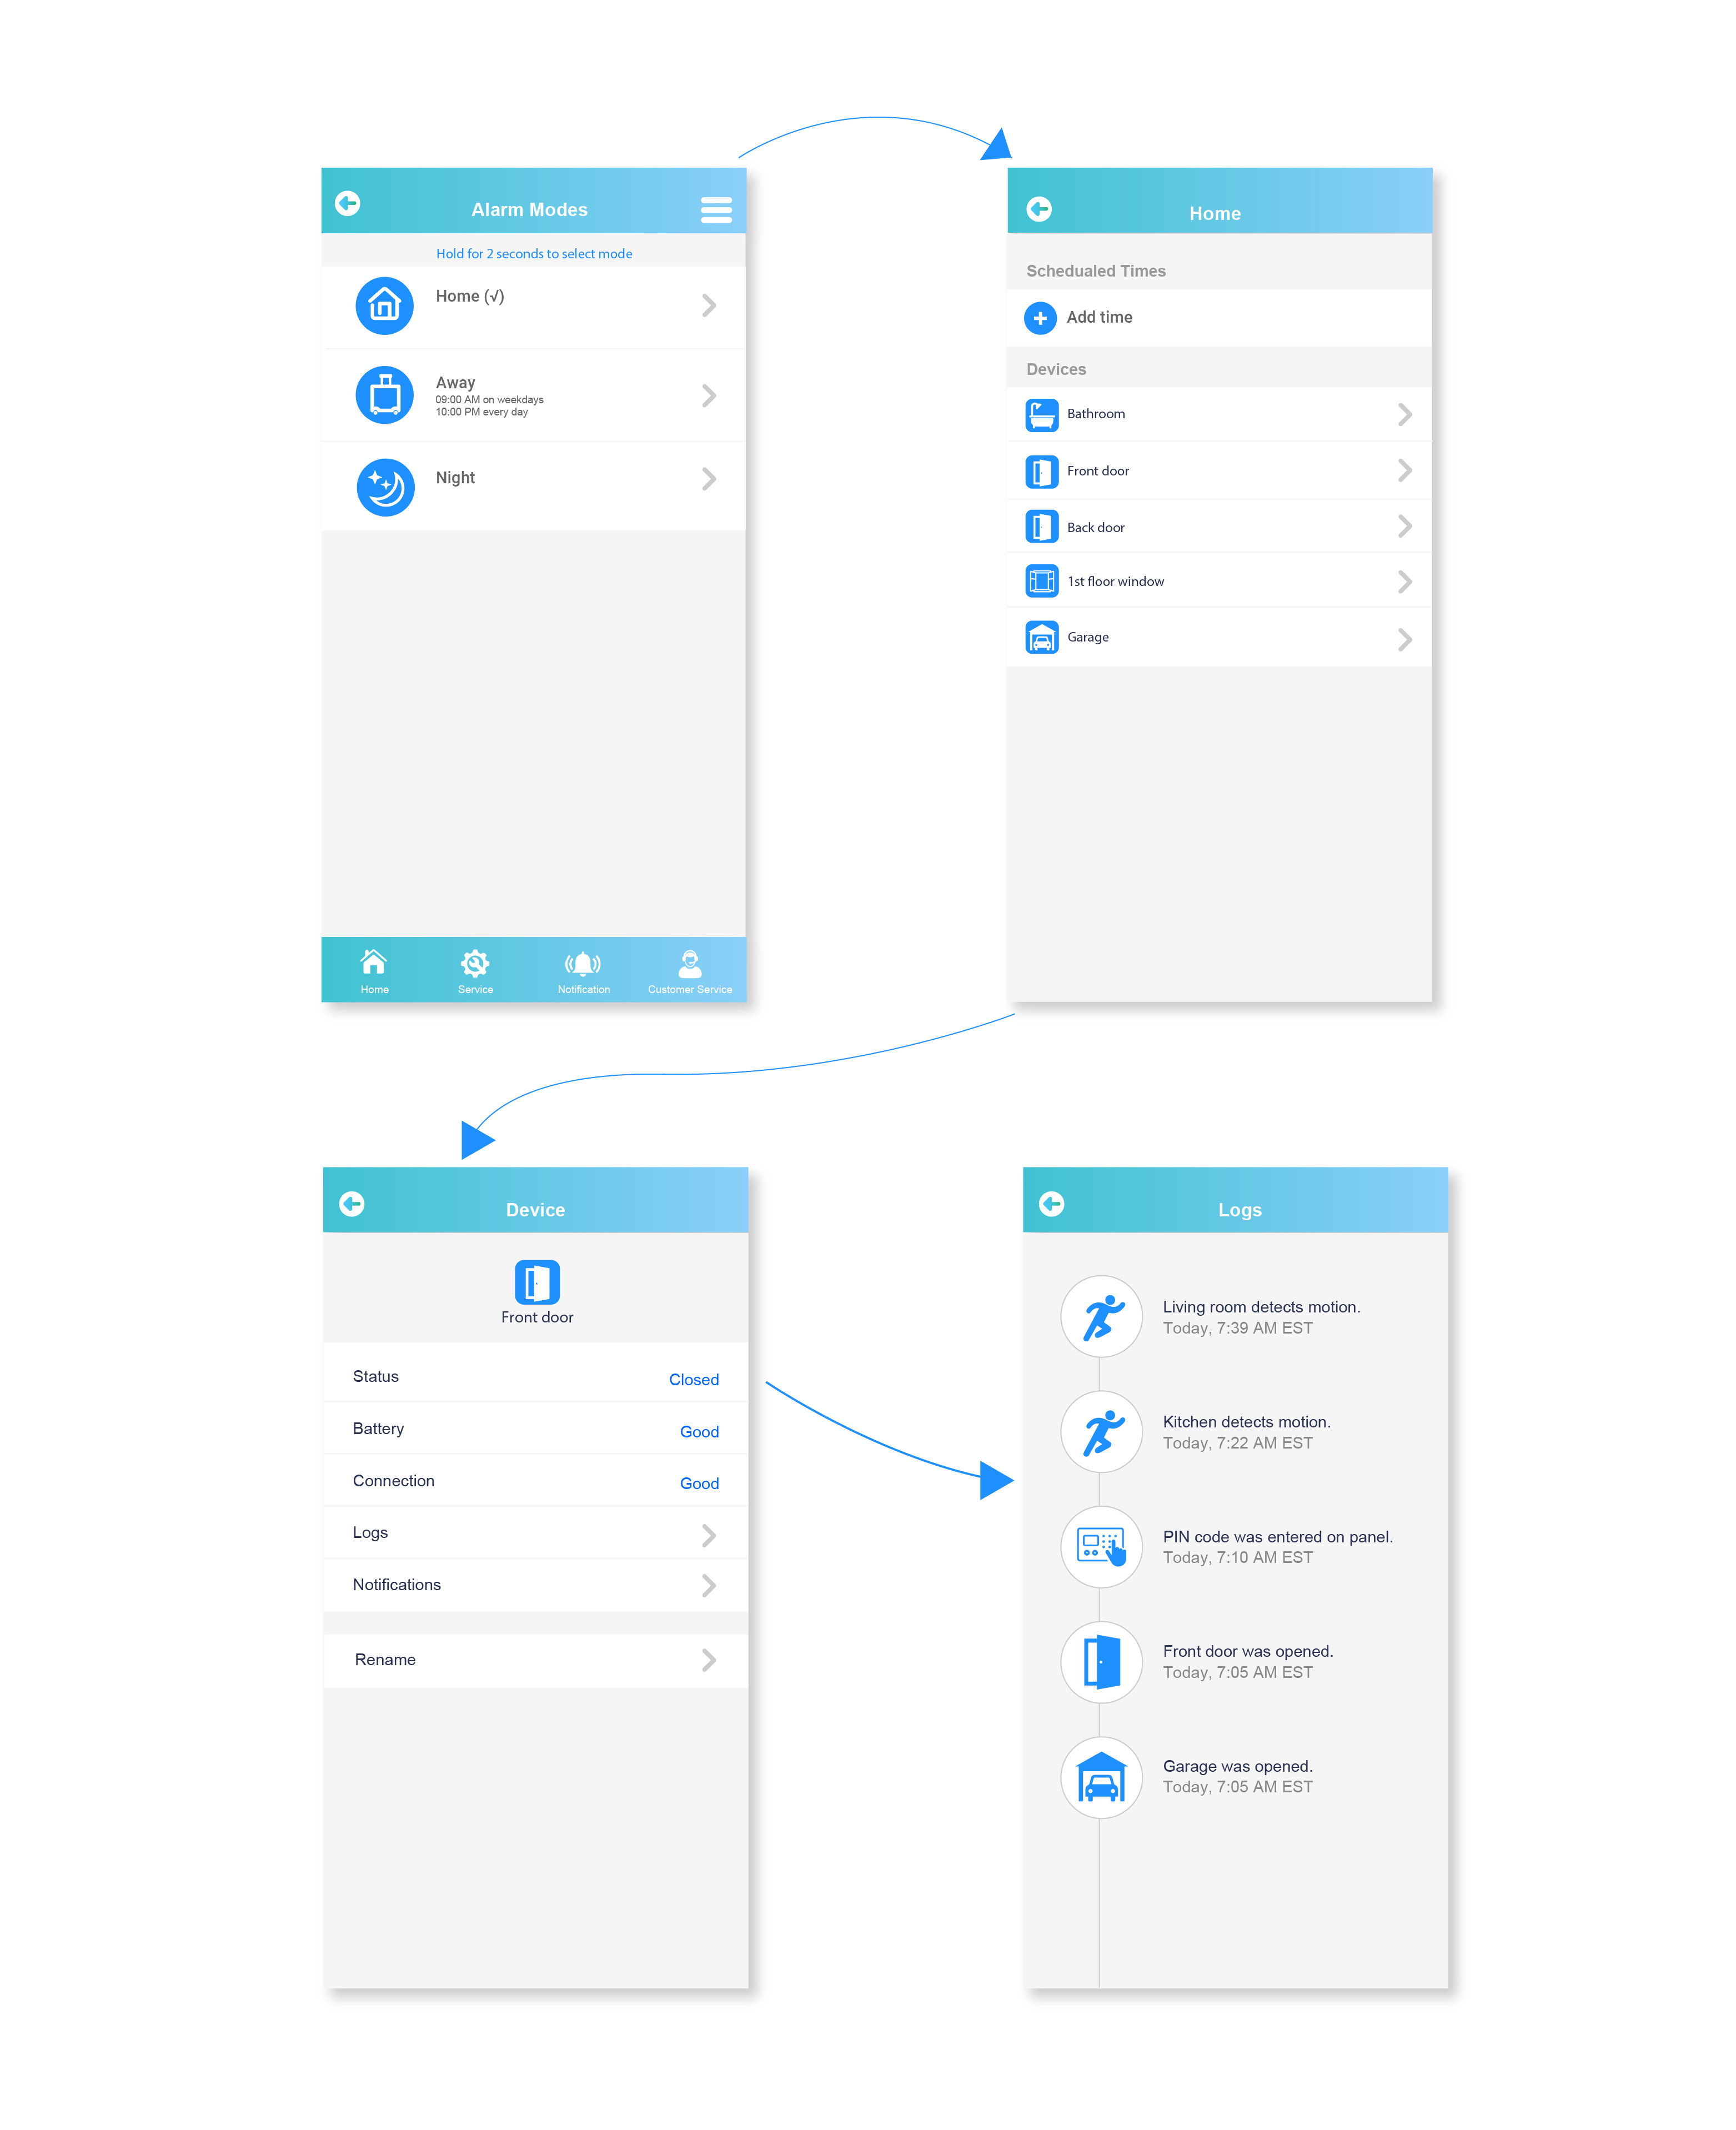 Alarm Modes
Hold for 2 seconds to select mode
Home (√)
Away
09:00 AM on weekdays
10:00 PM every day
Night
Home
Service
Notification
Customer Service
Home
Schedualed Times
Add time
Devices
Bathroom
Front door
Back door
1st floor window
Garage
Device
Front door
Status Closed
Battery Good
Connection Good
Logs
Notifications
Rename
Logs
Living room detects motion.
Today, 7:39 AM EST
Kitchen detects motion.
Today, 7:22 AM EST
PIN code was entered on panel.
Today, 7:10 AM EST
Front door was opened.
Today, 7:05 AM EST
Garage was opened.
Today, 7:05 AM EST